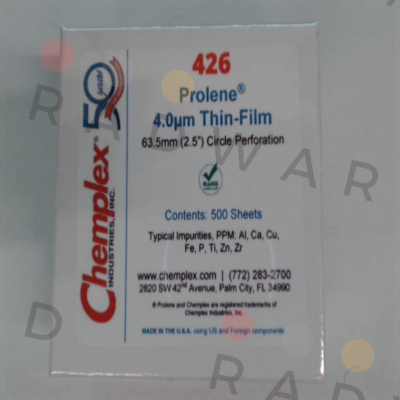 426
Prolene®
4.0µm Thin-Film
63.5mm (2.5") Circle Perforation
RoHS
Contents: 500 Sheets
Typical Impurities, PPM: Al, Ca, Cu,
Fe, P, Ti, Zn, Zr
www.chemplex.com | (772) 283-2700
2820 SW 42nd Avenue, Palm City, FL 34990
® Prolene and Chemplex are registered trademarks of
Chemplex Industries, Inc.
MADE IN THE U.S.A. using US and Foreign components
Chemplex®
INDUSTRIES, INC.
50 years
RADWAR
D
RADR